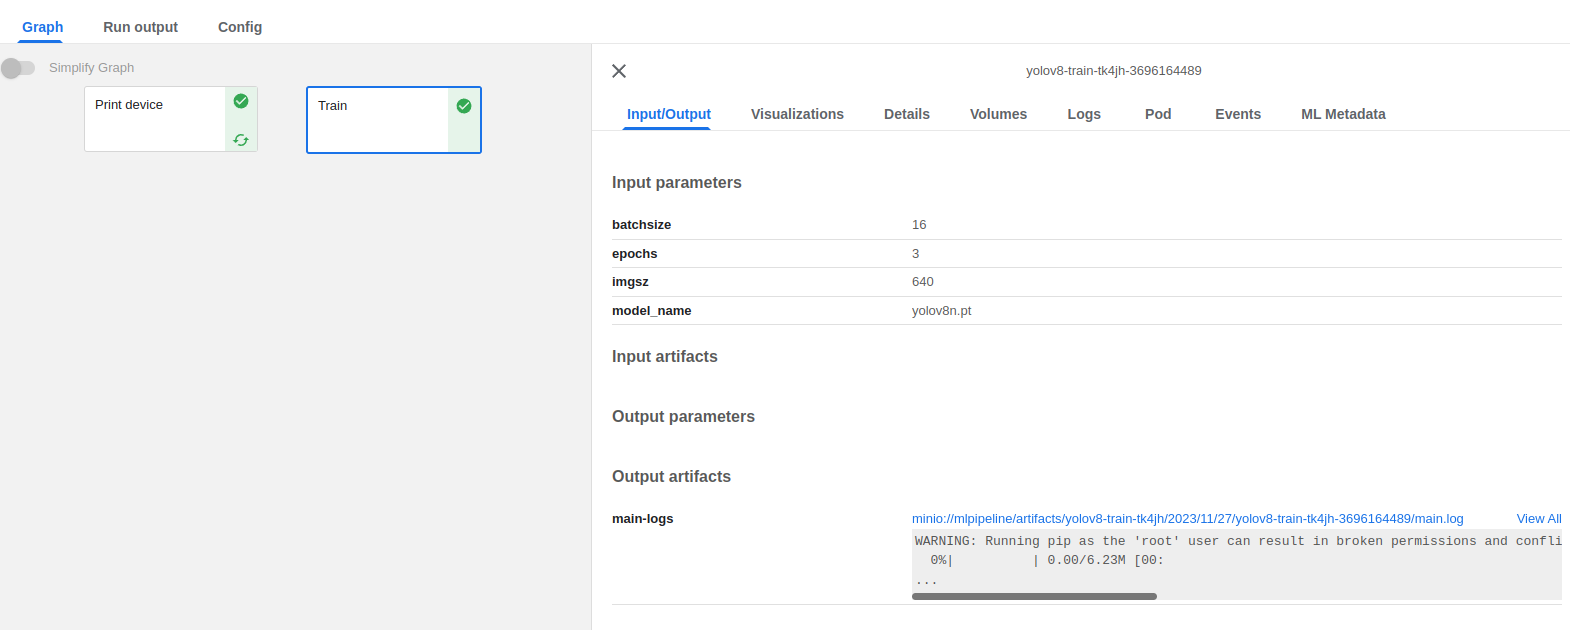 Graph Run output Config
Simplify Graph
Print device
Train
yolov8-train-tk4jh-3696164489
Input/Output Visualizations Details Volumes Logs Pod Events ML Metadata
Input parameters
batchsize 16
epochs 3
imgsz 640
model_name yolov8n.pt
Input artifacts
Output parameters
Output artifacts
main-logs minio://mlpipeline/artifacts/yolov8-train-tk4jh/2023/11/27/yolov8-train-tk4jh-3696164489/main.log View All
WARNING: Running pip as the 'root' user can result in broken permissions and confli
0%| | 0.00/6.23M [00:
...